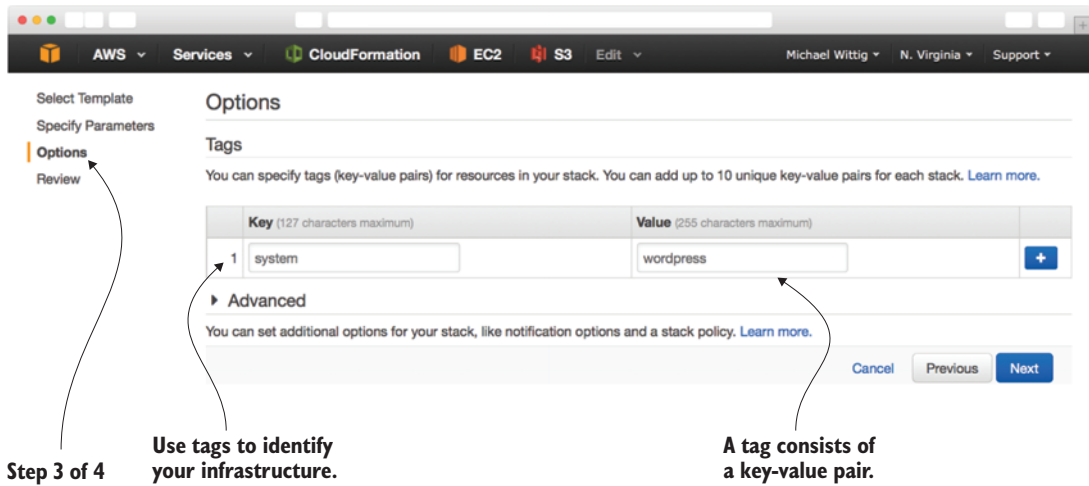 AWS Services CloudFormation EC2 S3 Edit Michael Wittig N. Virginia Support
Select Template
Specify Parameters
Options
Review
Options
Tags
You can specify tags (key-value pairs) for resources in your stack. You can add up to 10 unique key-value pairs for each stack. Learn more.
Key (127 characters maximum) Value (255 characters maximum)
1 system wordpress +
Advanced
You can set additional options for your stack, like notification options and a stack policy. Learn more.
Cancel Previous Next
Step 3 of 4
Use tags to identify
your infrastructure.
A tag consists of
a key-value pair.